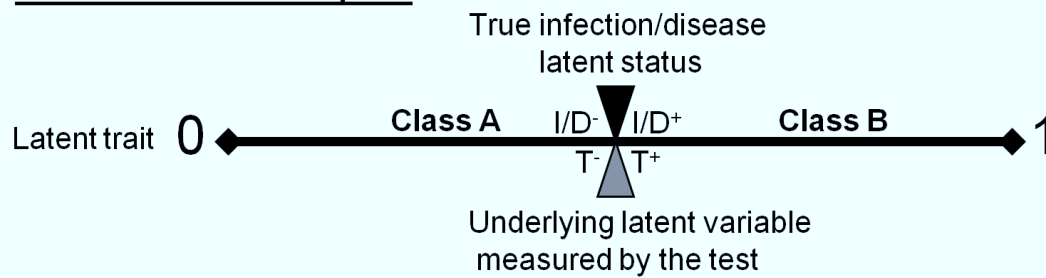 True infection/disease
latent status
Latent trait 0 Class A I/D- I/D+ Class B 1
T- T+
Underlying latent variable
measured by the test